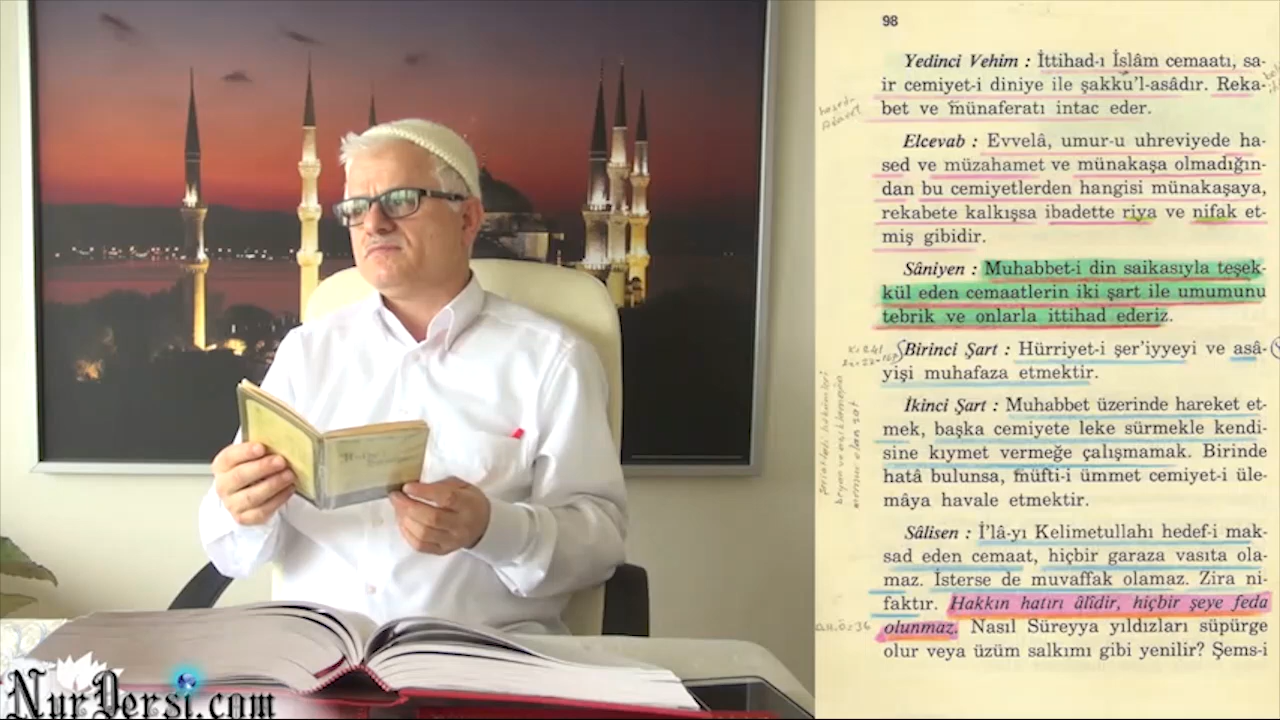 98
Yedinci Vehim : İttihad-ı İslâm cemaatı, sa-
ir cemiyet-i diniye ile şakku'l-asâdır. Reka-
bet ve münaferatı intac eder.
Elcevab : Evvelâ, umur-u uhreviyede ha-
sed ve müzahamet ve münakaşa olmadığın-
dan bu cemiyetlerden hangisi münakaşaya,
rekabete kalkışsa ibadette riya ve nifak et-
miş gibidir.
Sâniyen : Muhabbet-i din saikasıyla teşek-
kül eden cemaatlerin iki şart ile umumunu
tebrik ve onlarla ittihad ederiz.
Birinci Şart : Hürriyet-i şer'iyyeyi ve asâ-
yişi muhafaza etmektir.
İkinci Şart : Muhabbet üzerinde hareket et-
mek, başka cemiyete leke sürmekle kendi-
sine kıymet vermeğe çalışmamak. Birinde
hatâ bulunsa, müfti-i ümmet cemiyet-i üle-
mâya havale etmektir.
Sâlisen : İ'lâ-yı Kelimetullahı hedef-i mak-
sad eden cemaat, hiçbir garaza vasıta ola-
maz. İsterse de muvaffak olamaz. Zira ni-
faktır. Hakkın hatırı âlîdir, hiçbir şeye feda
olunmaz. Nasıl Süreyya yıldızları süpürge
olur veya üzüm salkımı gibi yenilir? Şems-i
NurDersi.com